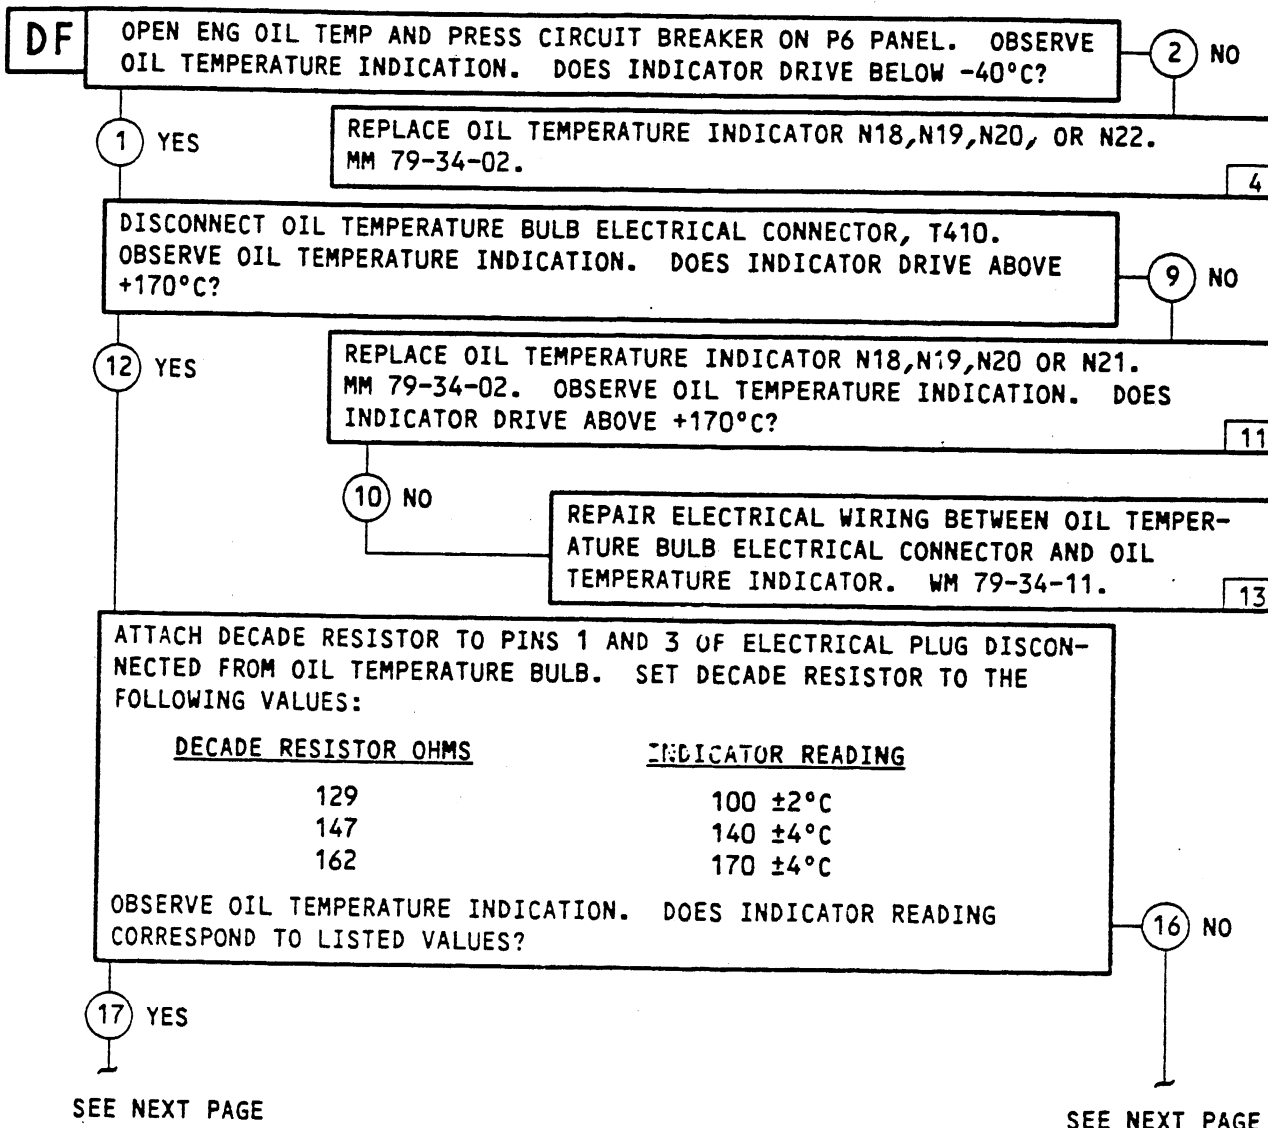 DF
OPEN ENG OIL TEMP AND PRESS CIRCUIT BREAKER ON P6 PANEL. OBSERVE
OIL TEMPERATURE INDICATION. DOES INDICATOR DRIVE BELOW -40°C?
2 NO
1 YES
REPLACE OIL TEMPERATURE INDICATOR N18,N19,N20, OR N22.
MM 79-34-02.
4
DISCONNECT OIL TEMPERATURE BULB ELECTRICAL CONNECTOR, T410.
OBSERVE OIL TEMPERATURE INDICATION. DOES INDICATOR DRIVE ABOVE
+170°C?
9 NO
12 YES
REPLACE OIL TEMPERATURE INDICATOR N18,N19,N20 OR N21.
MM 79-34-02. OBSERVE OIL TEMPERATURE INDICATION. DOES
INDICATOR DRIVE ABOVE +170°C?
11
10 NO
REPAIR ELECTRICAL WIRING BETWEEN OIL TEMPER-
ATURE BULB ELECTRICAL CONNECTOR AND OIL
TEMPERATURE INDICATOR. WM 79-34-11.
13
ATTACH DECADE RESISTOR TO PINS 1 AND 3 OF ELECTRICAL PLUG DISCON-
NECTED FROM OIL TEMPERATURE BULB. SET DECADE RESISTOR TO THE
FOLLOWING VALUES:
DECADE RESISTOR OHMS INDICATOR READING
129 100 ±2°C
147 140 ±4°C
162 170 ±4°C
OBSERVE OIL TEMPERATURE INDICATION. DOES INDICATOR READING
CORRESPOND TO LISTED VALUES?
16 NO
17 YES
SEE NEXT PAGE
SEE NEXT PAGE